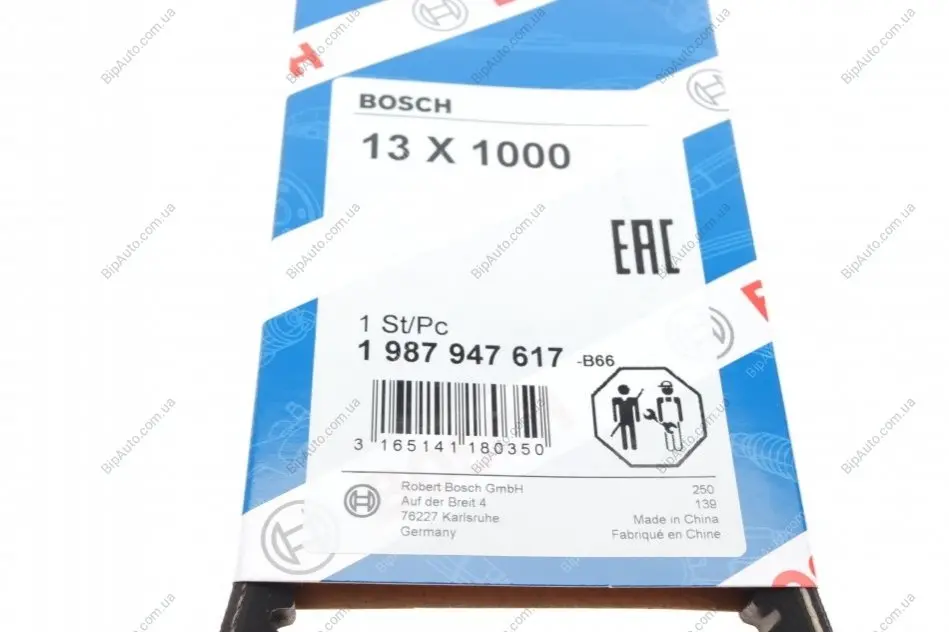 BOSCH
13 X 1000
EAC
1 St/Pc
1 987 947 617 -B66
3 165141 180350
Robert Bosch GmbH
Auf der Breit 4
76227 Karlsruhe
Germany
250
139
Made in China
Fabriqué en Chine
BipAuto.com.ua